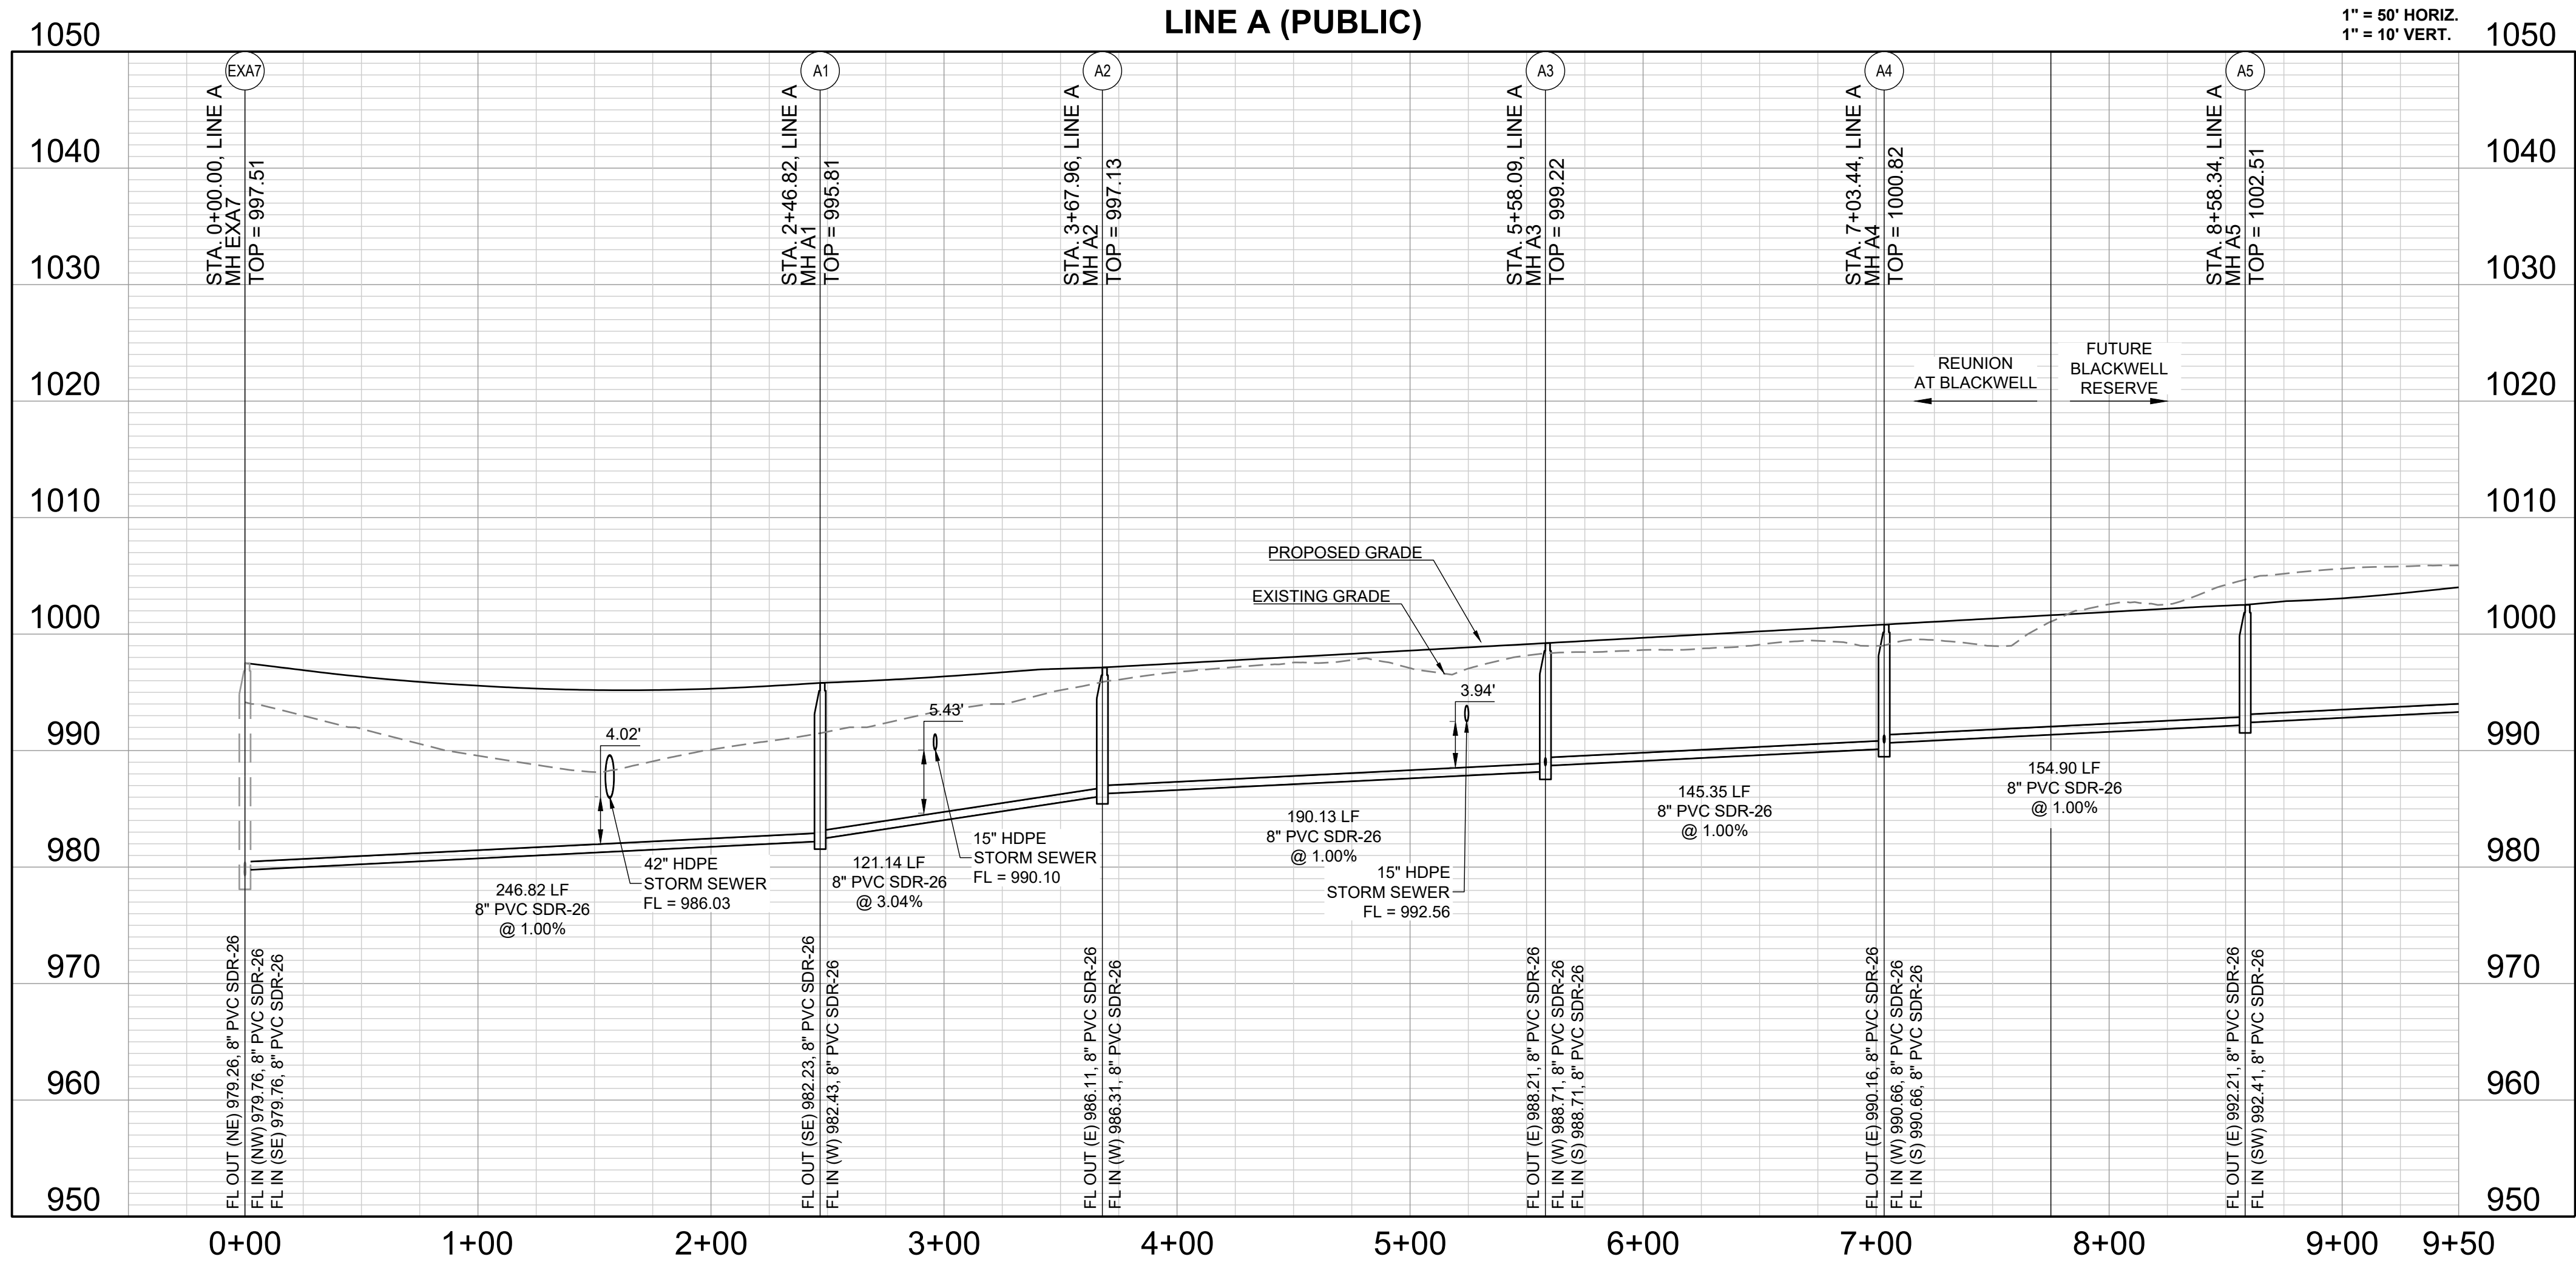 LINE A (PUBLIC)
1" = 50' HORIZ.
1" = 10' VERT.
1050
1050
EXA7
A1
A2
A3
A4
A5
STA. 0+00.00, LINE A
MH EXA7
TOP = 997.51
STA. 2+46.82, LINE A
MH A1
TOP = 995.81
STA. 3+67.96, LINE A
MH A2
TOP = 997.13
STA. 5+58.09, LINE A
MH A3
TOP = 999.22
STA. 7+03.44, LINE A
MH A4
TOP = 1000.82
STA. 8+58.34, LINE A
MH A5
TOP = 1002.51
1040
1040
1030
1030
REUNION
AT BLACKWELL
FUTURE
BLACKWELL
RESERVE
1020
1020
1010
1010
PROPOSED GRADE
EXISTING GRADE
1000
1000
3.94'
5.43'
4.02'
990
990
154.90 LF
8" PVC SDR-26
@ 1.00%
145.35 LF
8" PVC SDR-26
@ 1.00%
190.13 LF
8" PVC SDR-26
@ 1.00%
980
980
15" HDPE
STORM SEWER
FL = 990.10
42" HDPE
STORM SEWER
FL = 986.03
121.14 LF
8" PVC SDR-26
@ 3.04%
15" HDPE
STORM SEWER
FL = 992.56
246.82 LF
8" PVC SDR-26
@ 1.00%
970
970
FL OUT (NE) 979.26, 8" PVC SDR-26
FL IN (NW) 979.76, 8" PVC SDR-26
FL IN (SE) 979.76, 8" PVC SDR-26
FL OUT (SE) 982.23, 8" PVC SDR-26
FL IN (W) 982.43, 8" PVC SDR-26
FL OUT (E) 986.11, 8" PVC SDR-26
FL IN (W) 986.31, 8" PVC SDR-26
FL OUT (E) 988.21, 8" PVC SDR-26
FL IN (W) 988.71, 8" PVC SDR-26
FL IN (S) 988.71, 8" PVC SDR-26
FL OUT (E) 990.16, 8" PVC SDR-26
FL IN (W) 990.66, 8" PVC SDR-26
FL IN (S) 990.66, 8" PVC SDR-26
FL OUT (E) 992.21, 8" PVC SDR-26
FL IN (SW) 992.41, 8" PVC SDR-26
960
960
950
950
0+00
1+00
2+00
3+00
4+00
5+00
6+00
7+00
8+00
9+00
9+50